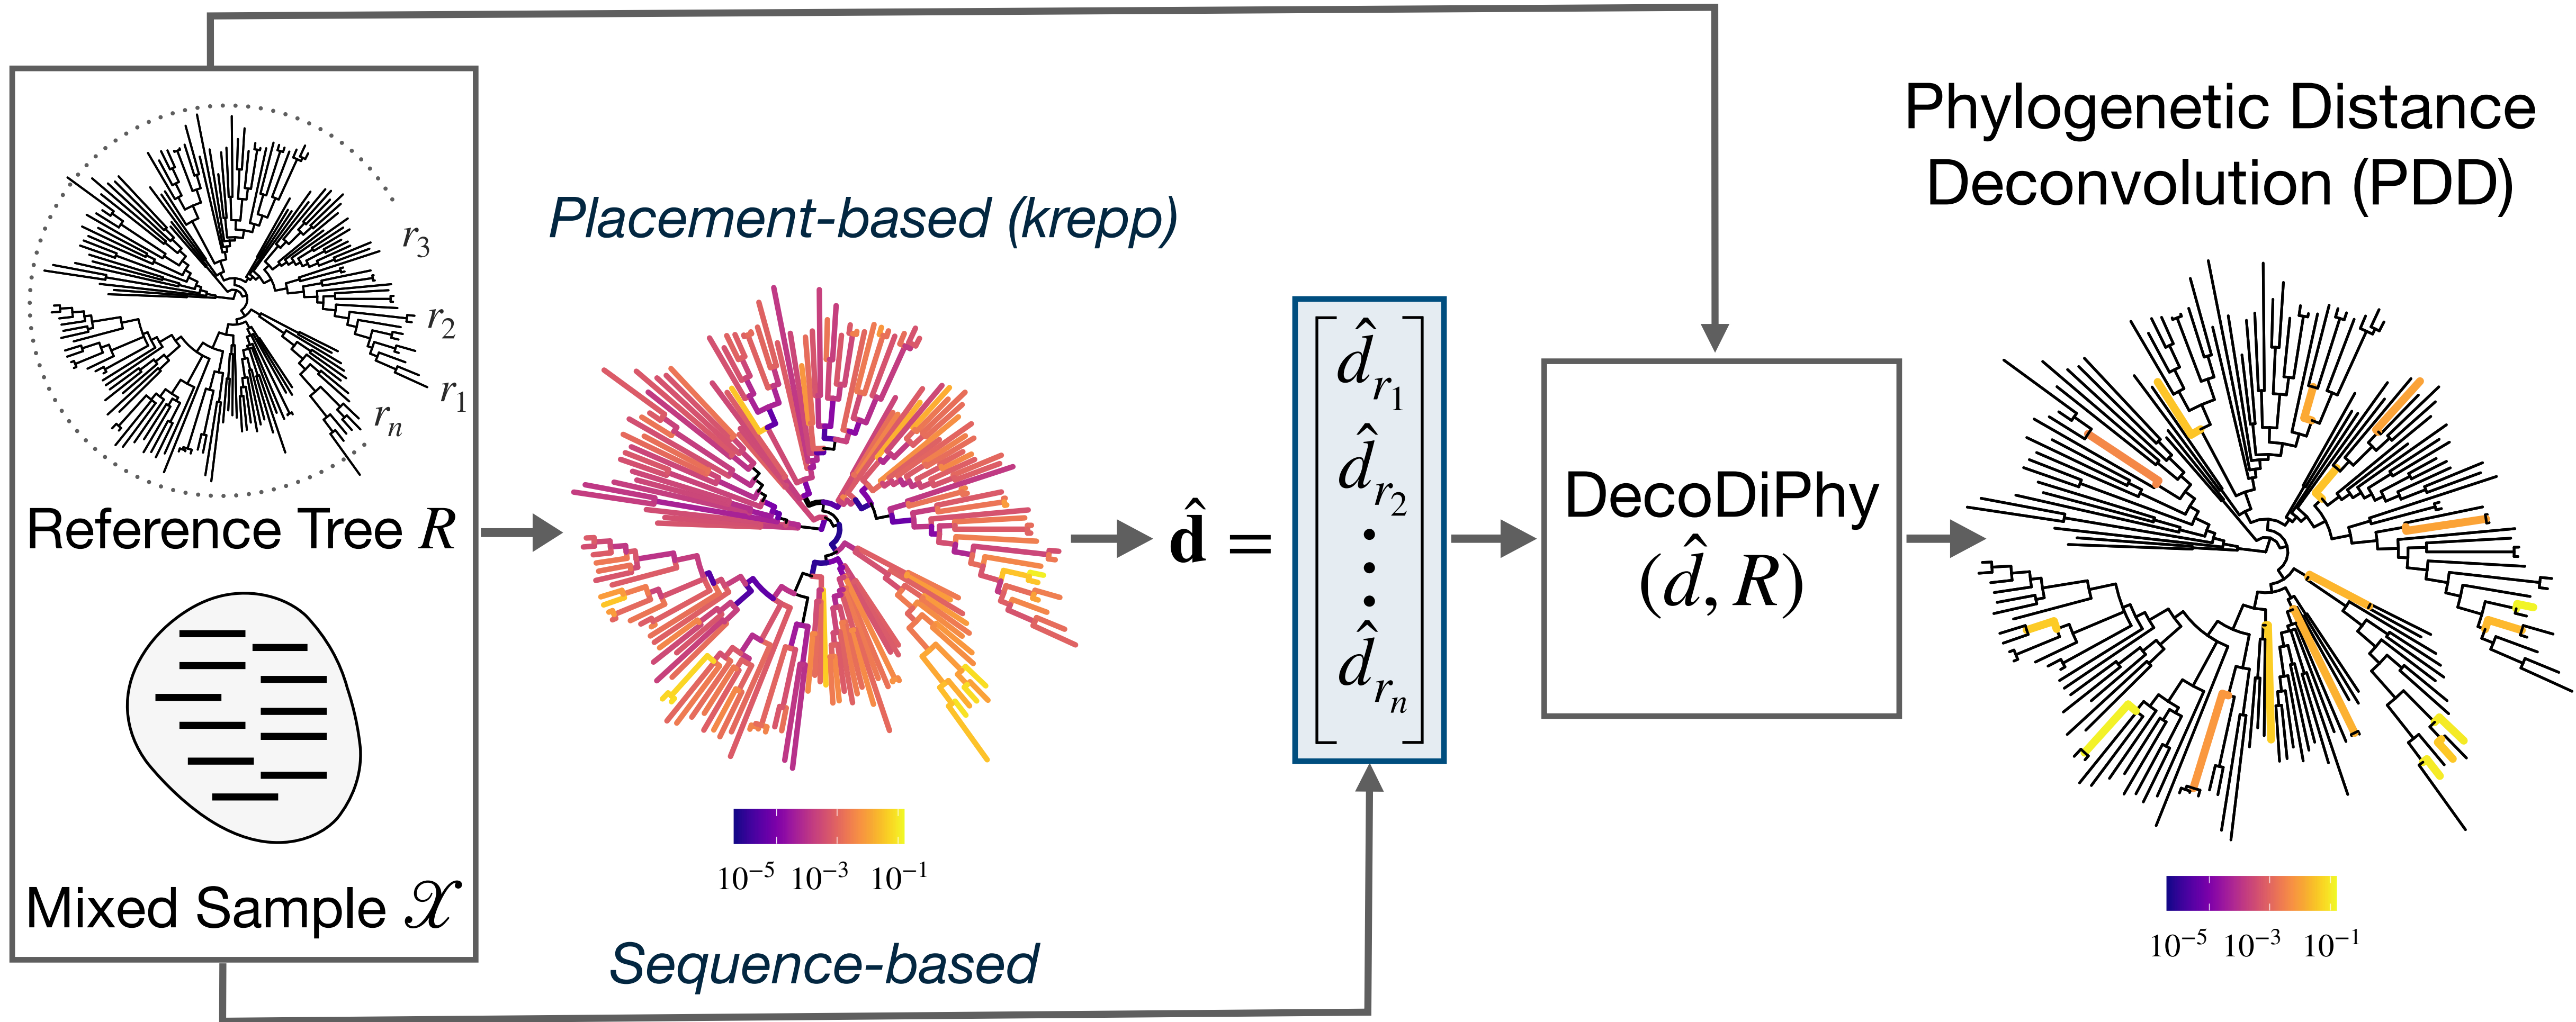 r₃
r₂
r₁
rₙ
Reference Tree R
Mixed Sample 𝒳
Placement-based (krepp)
10⁻⁵ 10⁻³ 10⁻¹
Sequence-based
d̂ =
d̂r₁
d̂r₂
⋮
d̂rₙ
DecoDiPhy
(d̂, R)
Phylogenetic Distance
Deconvolution (PDD)
10⁻⁵ 10⁻³ 10⁻¹